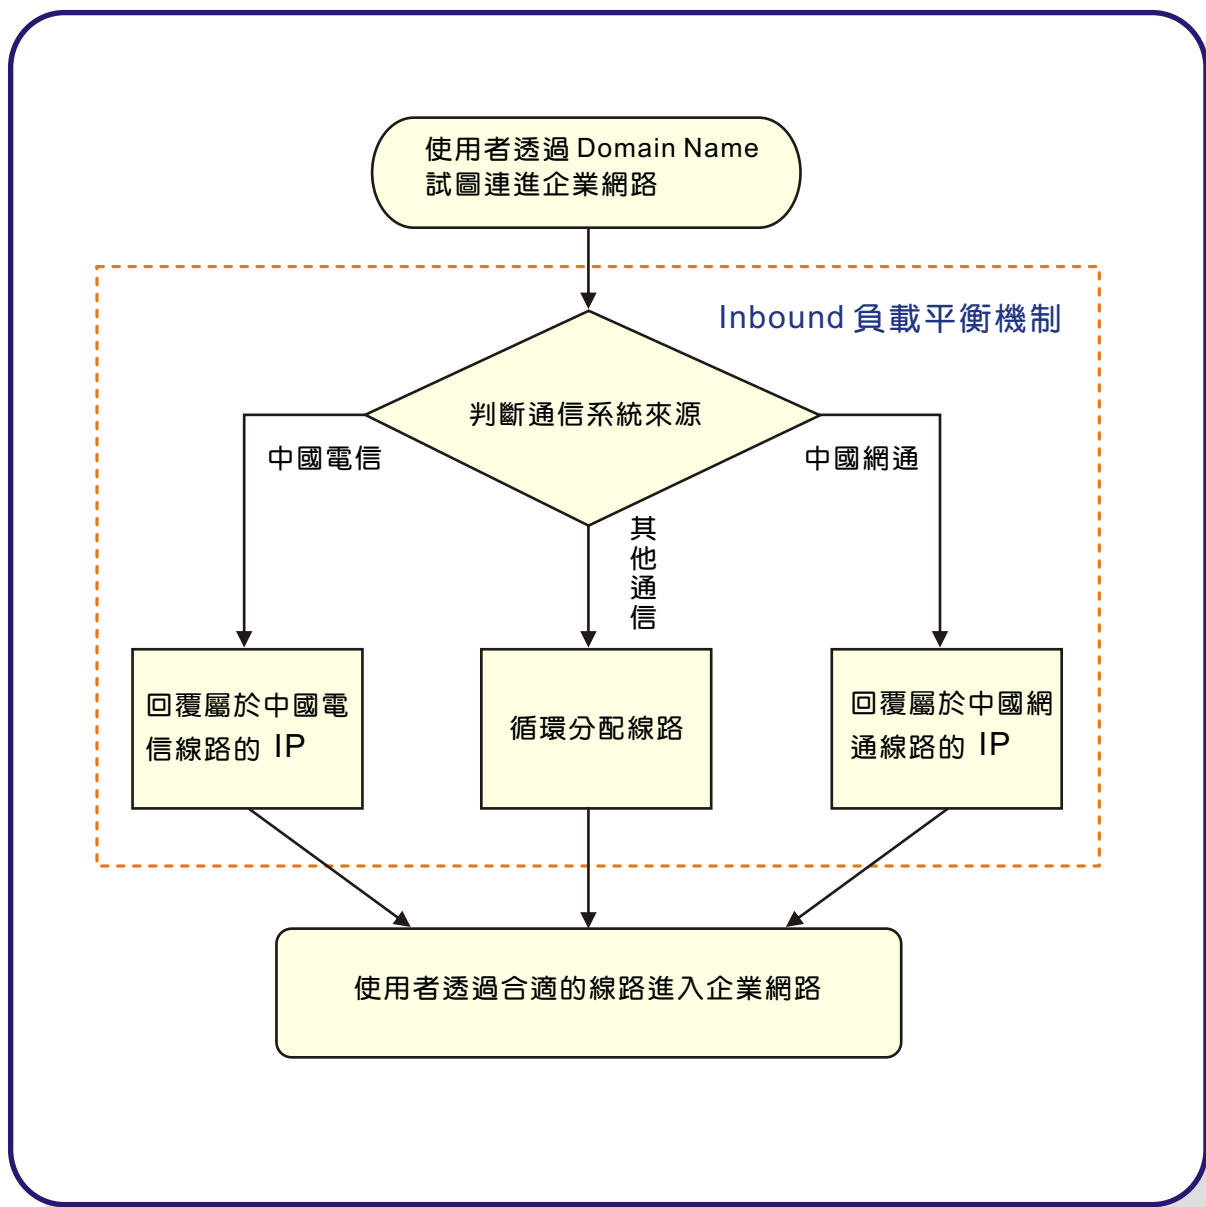 使用者透過 Domain Name
試圖連進企業網路
Inbound 負載平衡機制
判斷通信系統來源
中國電信
中國網通
其他通信
回覆屬於中國電
信線路的 IP
循環分配線路
回覆屬於中國網
通線路的 IP
使用者透過合適的線路進入企業網路